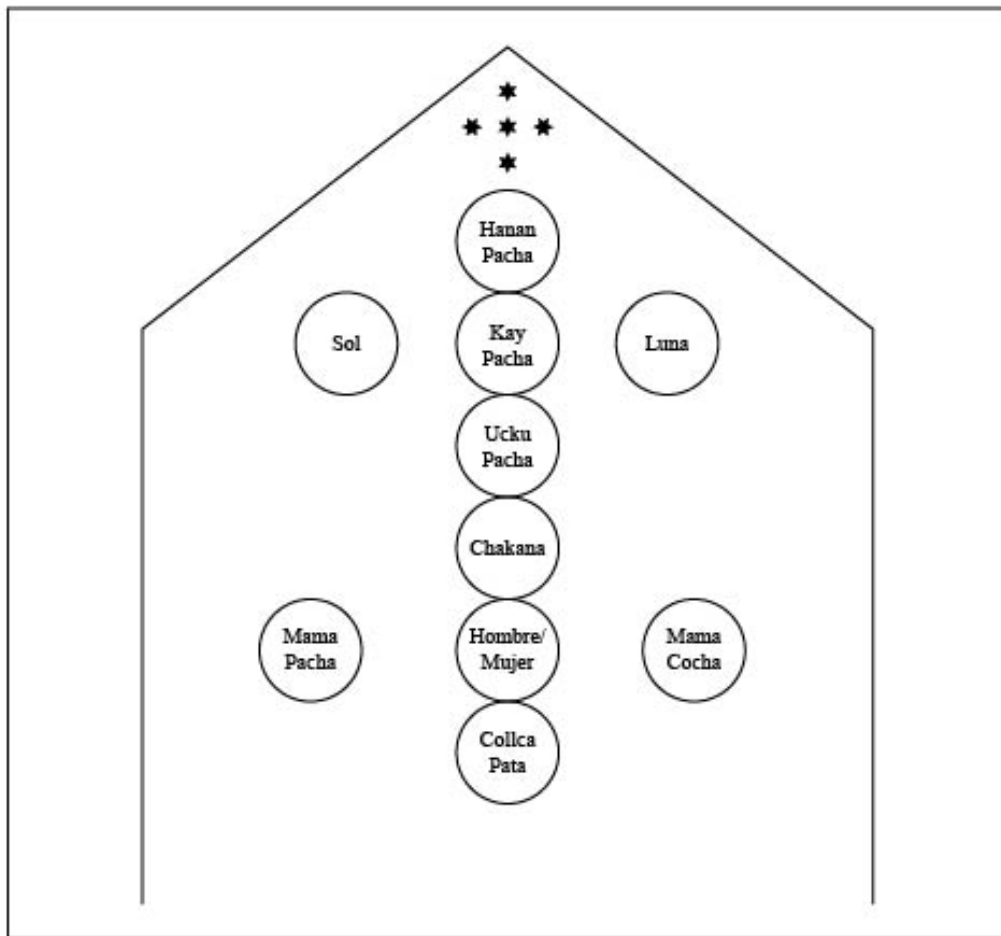 Hanan
Pacha
Sol
Kay
Pacha
Luna
Ucku
Pacha
Chakana
Mama
Pacha
Hombre/
Mujer
Mama
Cocha
Collca
Pata